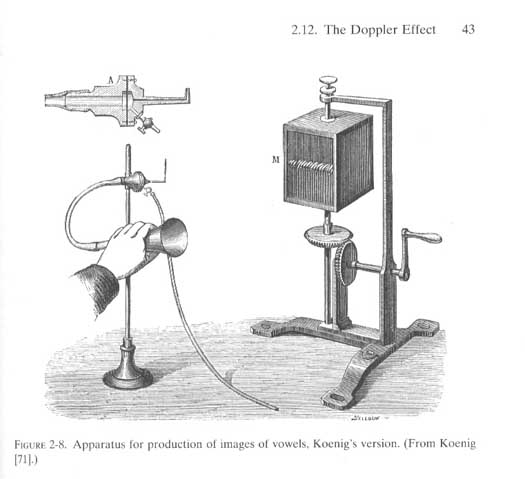 2.12. The Doppler Effect 43
A
M
FIGURE 2-8. Apparatus for production of images of vowels, Koenig's version. (From Koenig
[71].)